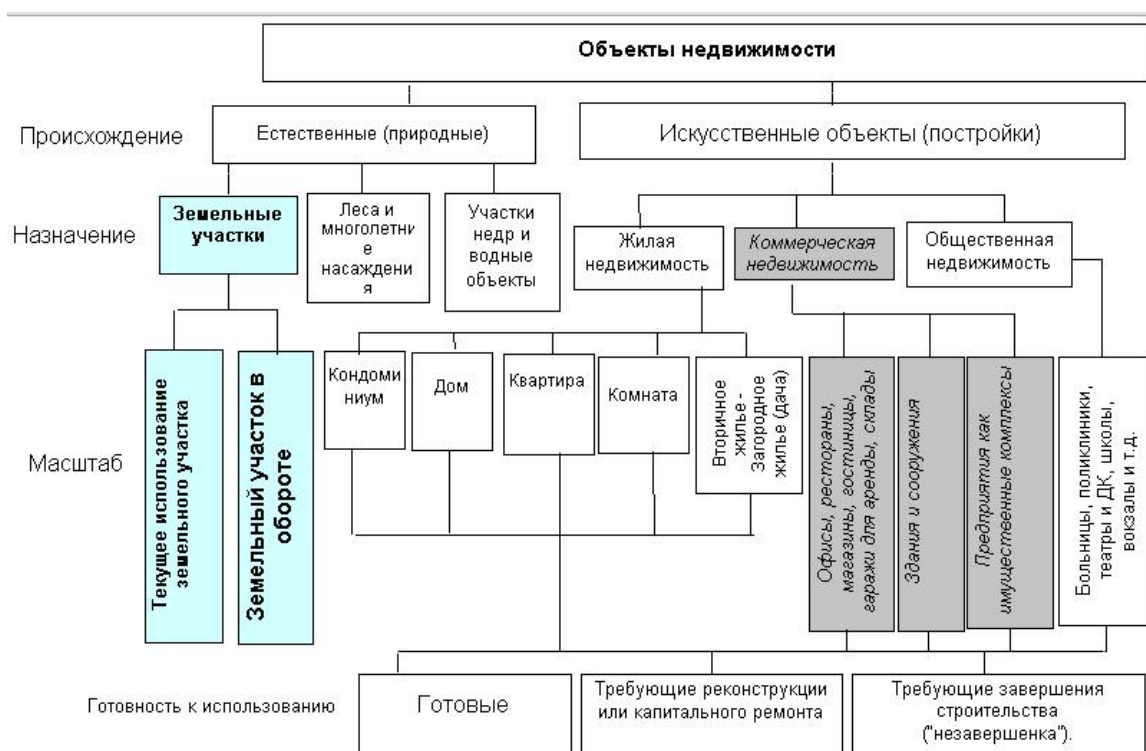 Объекты недвижимости
Происхождение
Естественные (природные)
Искусственные объекты (постройки)
Назначение
Земельные
участки
Леса и
многолетни
е
насаждени
я
Участки
недр и
водные
объекты
Жилая
недвижимость
Коммерческая
недвижимость
Общественная
недвижимость
Масштаб
Текущее использование
земельного участка
Земельный участок в
обороте
Кондоми
ниум
Дом
Квартира
Комната
Вторичное
жилье -
Загородное
жилье (дача)
Офисы, рестораны,
магазины, гостиницы,
гаражи для аренды, склады
Здания и сооружения
Предприятия как
имущественные комплексы
Больницы, поликлиники,
театры и ДК, школы,
вокзалы и т.д.
Готовность к использованию
Готовые
Требующие реконструкции
или капитального ремонта
Требующие завершения
строительства
("незавершенка").